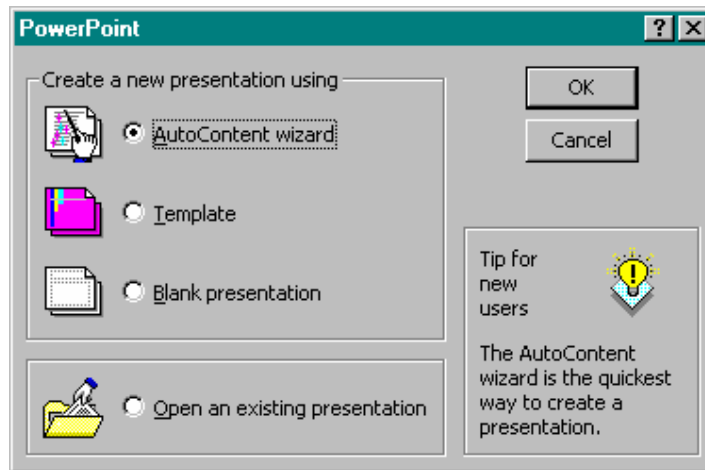 PowerPoint
Create a new presentation using
AutoContent wizard
Template
Blank presentation
Open an existing presentation
OK
Cancel
Tip for
new
users
The AutoContent
wizard is the quickest
way to create a
presentation.